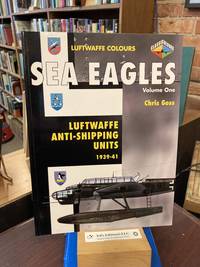 LUFTWAFFE COLOURS
SEA EAGLES
Volume One
Chris Goss
LUFTWAFFE
ANTI-SHIPPING
UNITS
1939-41